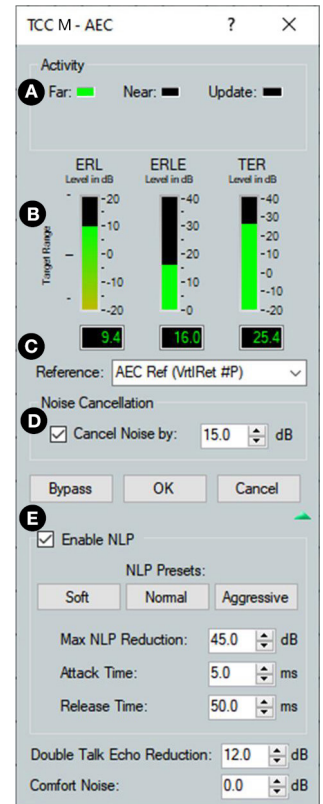 TCC M - AEC ? ×
Activity
A Far: Near: Update:
ERL ERLE TER
Level in dB Level in dB Level in dB
B
Target Range
-20 -40 -40
-10 -30 -30
-20
-0 -20 -10
-0
--10 -10 --10
--20 -0 --20
9.4 16.0 25.4
C
Reference: AEC Ref (VrtlRet #P)
Noise Cancellation
D Cancel Noise by: 15.0 dB
Bypass OK Cancel
E
Enable NLP
NLP Presets:
Soft Normal Aggressive
Max NLP Reduction: 45.0 dB
Attack Time: 5.0 ms
Release Time: 50.0 ms
Double Talk Echo Reduction: 12.0 dB
Comfort Noise: 0.0 dB